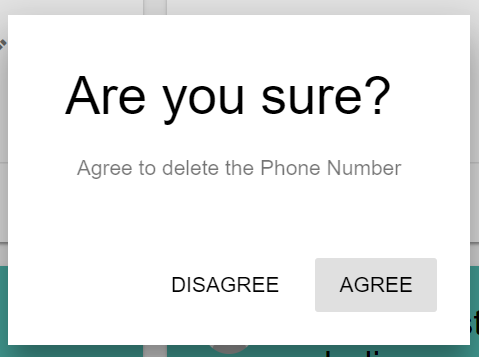 Are you sure?
Agree to delete the Phone Number
DISAGREE
AGREE